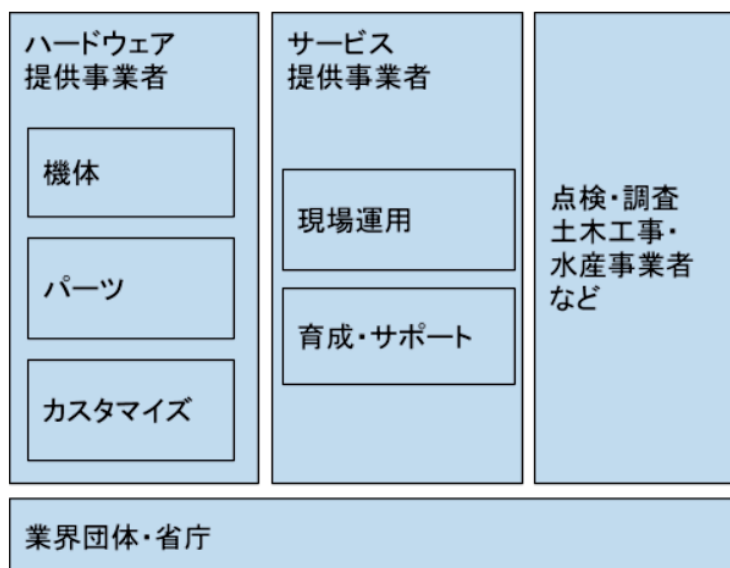 ハードウェア
提供事業者
機体
パーツ
カスタマイズ
サービス
提供事業者
現場運用
育成・サポート
点検・調査
土木工事・
水産事業者
など
業界団体・省庁